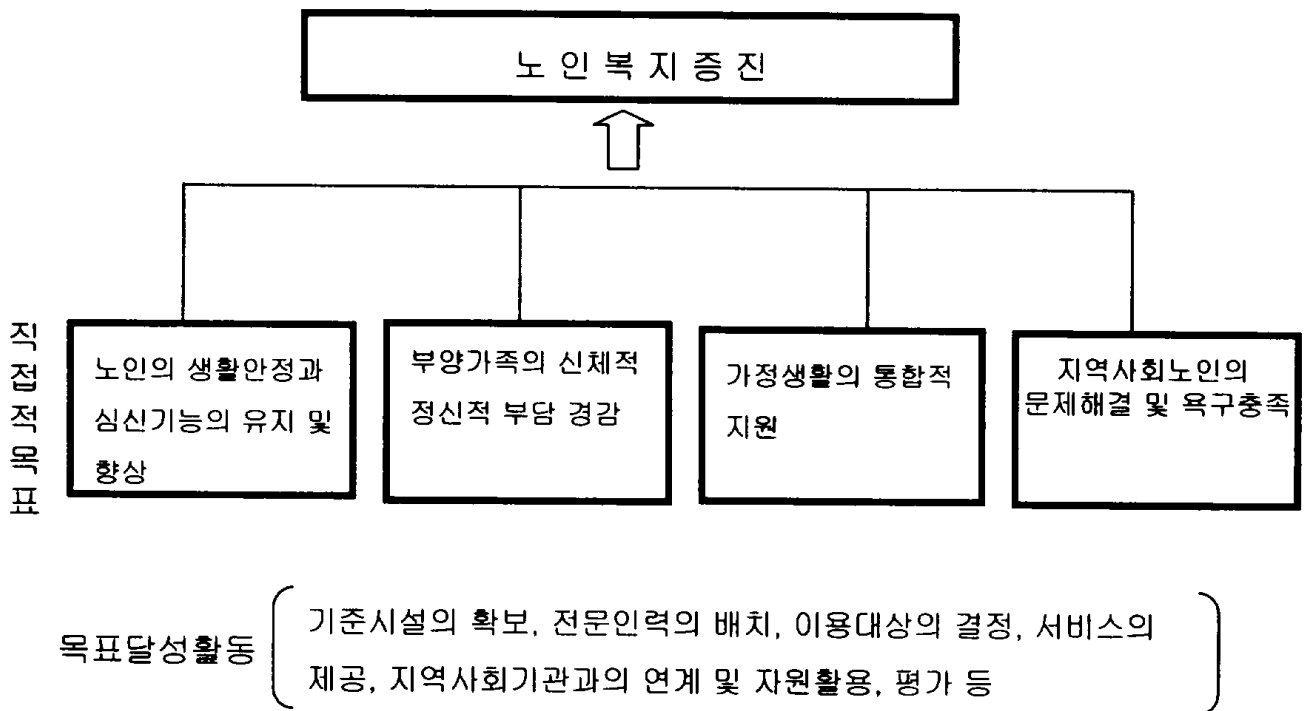 노 인 복 지 증 진
직
접
적
목
표
노인의 생활안정과
심신기능의 유지 및
향상
부양가족의 신체적
정신적 부담 경감
가정생활의 통합적
지원
지역사회노인의
문제해결 및 욕구충족
목표달성활동
기준시설의 확보, 전문인력의 배치, 이용대상의 결정, 서비스의
제공, 지역사회기관과의 연계 및 자원활용, 평가 등